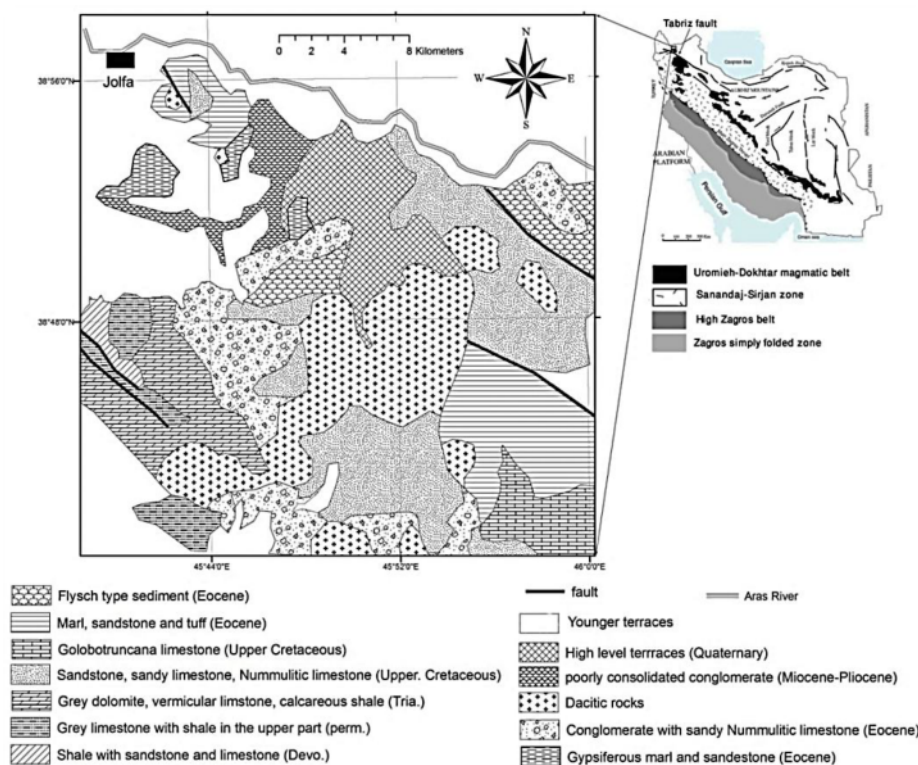 0 2 4 8 Kilometers
38°56'0"N
Jolfa
N
W E
S
38°48'0"N
45°44'0"E 45°52'0"E 46°0'0"E
Tabriz fault
Caspian Sea
TURKEY
ARABIAN
PLATFORM
Persian Gulf
Oman sea
Uromieh-Dokhtar magmatic belt
Sanandaj-Sirjan zone
High Zagros belt
Zagros simply folded zone
Flysch type sediment (Eocene)
Marl, sandstone and tuff (Eocene)
Golobotruncana limestone (Upper Cretaceous)
Sandstone, sandy limestone, Nummulitic limestone (Upper. Cretaceous)
Grey dolomite, vermicular limstone, calcareous shale (Tria.)
Grey limestone with shale in the upper part (perm.)
Shale with sandstone and limestone (Devo.)
fault
Aras River
Younger terraces
High level terrraces (Quaternary)
poorly consolidated conglomerate (Miocene-Pliocene)
Dacitic rocks
Conglomerate with sandy Nummulitic limestone (Eocene)
Gypsiferous marl and sandestone (Eocene)